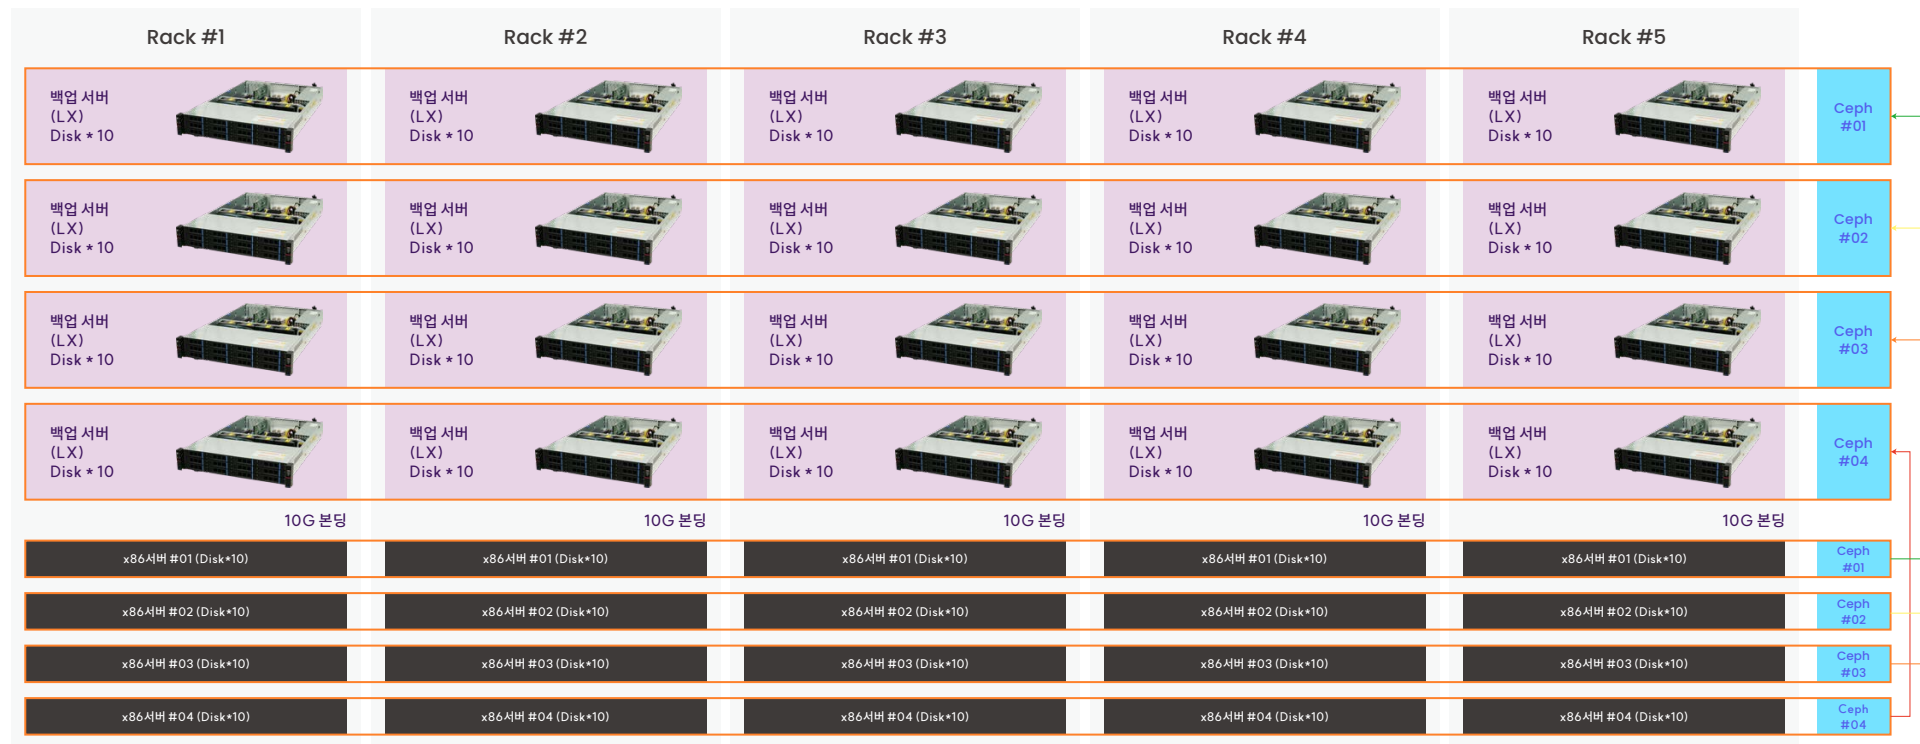 Rack #1
Rack #2
Rack #3
Rack #4
Rack #5
백업 서버
(LX)
Disk * 10
백업 서버
(LX)
Disk * 10
백업 서버
(LX)
Disk * 10
백업 서버
(LX)
Disk * 10
백업 서버
(LX)
Disk * 10
Ceph
#01
백업 서버
(LX)
Disk * 10
백업 서버
(LX)
Disk * 10
백업 서버
(LX)
Disk * 10
백업 서버
(LX)
Disk * 10
백업 서버
(LX)
Disk * 10
Ceph
#02
백업 서버
(LX)
Disk * 10
백업 서버
(LX)
Disk * 10
백업 서버
(LX)
Disk * 10
백업 서버
(LX)
Disk * 10
백업 서버
(LX)
Disk * 10
Ceph
#03
백업 서버
(LX)
Disk * 10
백업 서버
(LX)
Disk * 10
백업 서버
(LX)
Disk * 10
백업 서버
(LX)
Disk * 10
백업 서버
(LX)
Disk * 10
Ceph
#04
10G 본딩
10G 본딩
10G 본딩
10G 본딩
10G 본딩
x86서버 #01 (Disk*10)
x86서버 #01 (Disk*10)
x86서버 #01 (Disk*10)
x86서버 #01 (Disk*10)
x86서버 #01 (Disk*10)
Ceph
#01
x86서버 #02 (Disk*10)
x86서버 #02 (Disk*10)
x86서버 #02 (Disk*10)
x86서버 #02 (Disk*10)
x86서버 #02 (Disk*10)
Ceph
#02
x86서버 #03 (Disk*10)
x86서버 #03 (Disk*10)
x86서버 #03 (Disk*10)
x86서버 #03 (Disk*10)
x86서버 #03 (Disk*10)
Ceph
#03
x86서버 #04 (Disk*10)
x86서버 #04 (Disk*10)
x86서버 #04 (Disk*10)
x86서버 #04 (Disk*10)
x86서버 #04 (Disk*10)
Ceph
#04